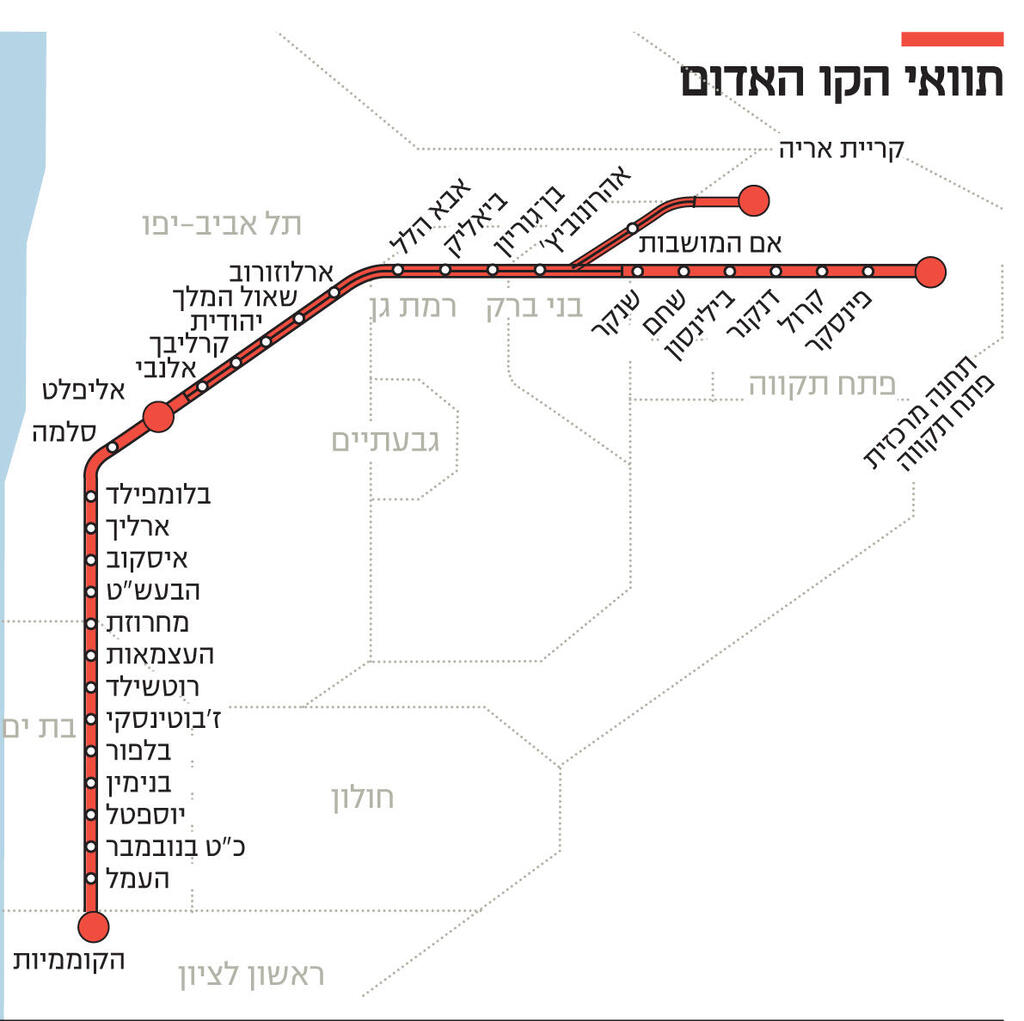 תוואי הקו האדום
קריית אריה
אם המושבות
אהרונוביץ'
בן־גוריון
ביאליק
אבא הלל
תל אביב-יפו
ארלוזורוב
שאול המלך
יהודית
קרליבך
אלנבי
אליפלט
סלמה
רמת גן
בני ברק
שנקר
שחם
בילינסון
דנקנר
קרול
פינסקר
תחנה מרכזית
פתח תקווה
פתח תקווה
גבעתיים
בלומפילד
ארליך
איסקוב
הבעש"ט
מחרוזת
העצמאות
רוטשילד
ז'בוטינסקי
בלפור
בנימין
יוספטל
כ"ט בנובמבר
העמל
הקוממיות
בת ים
חולון
ראשון לציון